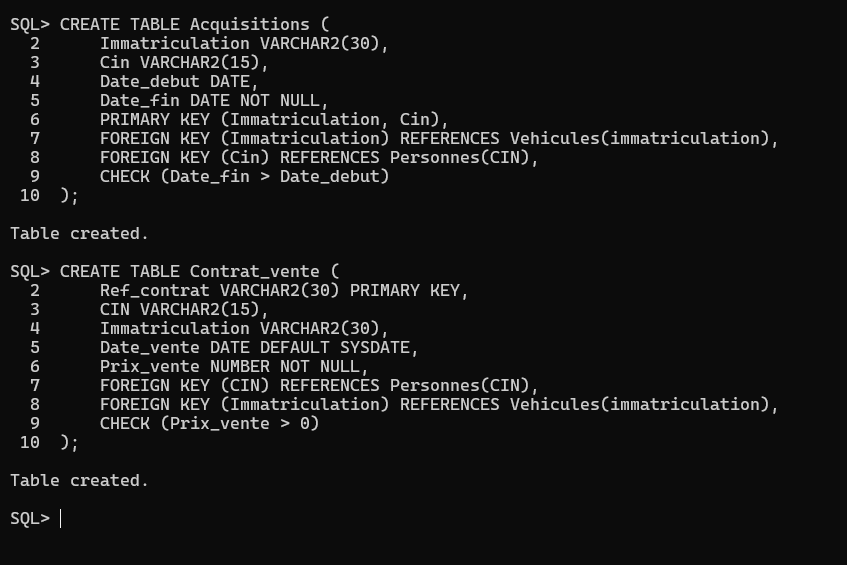 SQL> CREATE TABLE Acquisitions (
  2      Immatriculation VARCHAR2(30),
  3      Cin VARCHAR2(15),
  4      Date_debut DATE,
  5      Date_fin DATE NOT NULL,
  6      PRIMARY KEY (Immatriculation, Cin),
  7      FOREIGN KEY (Immatriculation) REFERENCES Vehicules(immatriculation),
  8      FOREIGN KEY (Cin) REFERENCES Personnes(CIN),
  9      CHECK (Date_fin > Date_debut)
 10  );
Table created.
SQL> CREATE TABLE Contrat_vente (
  2      Ref_contrat VARCHAR2(30) PRIMARY KEY,
  3      CIN VARCHAR2(15),
  4      Immatriculation VARCHAR2(30),
  5      Date_vente DATE DEFAULT SYSDATE,
  6      Prix_vente NUMBER NOT NULL,
  7      FOREIGN KEY (CIN) REFERENCES Personnes(CIN),
  8      FOREIGN KEY (Immatriculation) REFERENCES Vehicules(immatriculation),
  9      CHECK (Prix_vente > 0)
 10  );
Table created.
SQL>